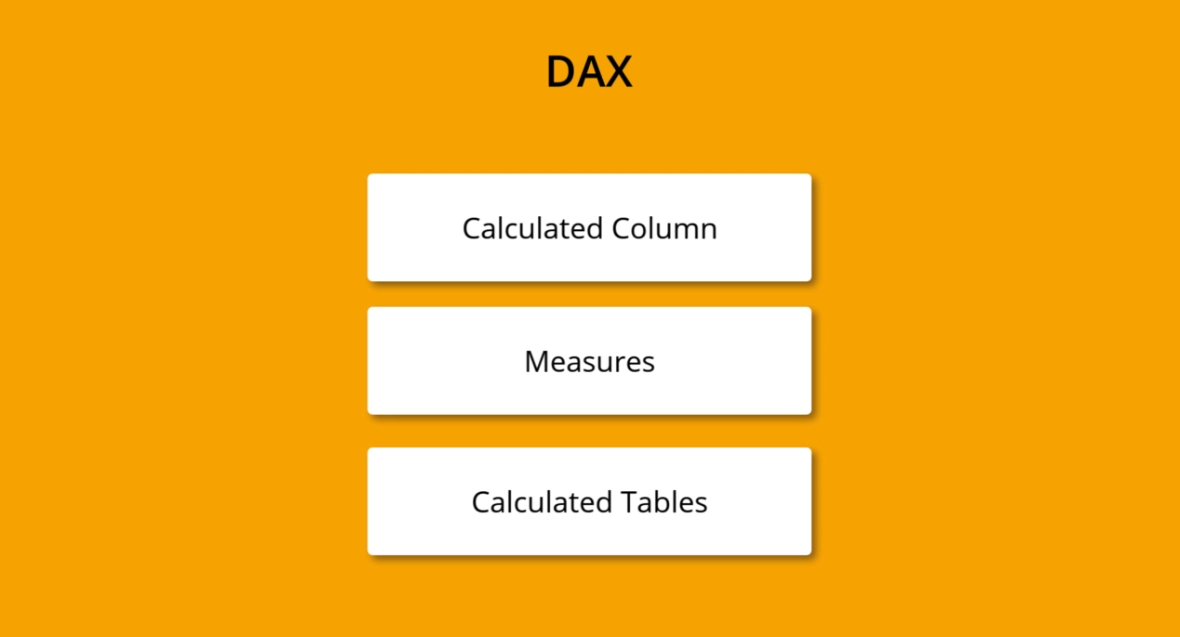 DAX
Calculated Column
Measures
Calculated Tables